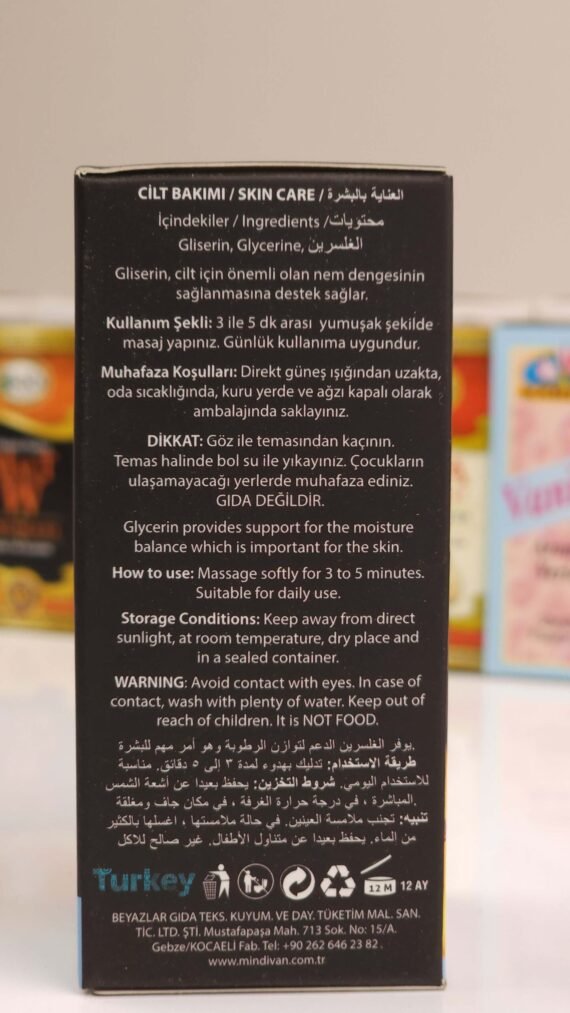 CİLT BAKIMI / SKIN CARE / العناية بالبشرة
İçindekiler / Ingredients /محتويات
Gliserin, Glycerine, الغلسرين
Gliserin, cilt için önemli olan nem dengesinin
sağlanmasına destek sağlar.
Kullanım Şekli: 3 ile 5 dk arası yumuşak şekilde
masaj yapınız. Günlük kullanıma uygundur.
Muhafaza Koşulları: Direkt güneş ışığından uzakta,
oda sıcaklığında, kuru yerde ve ağzı kapalı olarak
ambalajında saklayınız.
DİKKAT: Göz ile temasından kaçının.
Temas halinde bol su ile yıkayınız. Çocukların
ulaşamayacağı yerlerde muhafaza ediniz.
GIDA DEĞİLDİR.
Glycerin provides support for the moisture
balance which is important for the skin.
How to use: Massage softly for 3 to 5 minutes.
Suitable for daily use.
Storage Conditions: Keep away from direct
sunlight, at room temperature, dry place and
in a sealed container.
WARNING: Avoid contact with eyes. In case of
contact, wash with plenty of water. Keep out of
reach of children. It is NOT FOOD.
.يوفر الغلسرين الدعم لتوازن الرطوبة وهو أمر مهم للبشرة
طريقة الاستخدام: تدليك بهدوء لمدة ٣ إلى ٥ دقائق. مناسبة
للاستخدام اليومي. شروط التخزين: يحفظ بعيدا عن أشعة الشمس
.المباشرة ، في درجة حرارة الغرفة ، في مكان جاف ومغلقة
تنبيه: تجنب ملامسة العينين. في حالة ملامستها ، اغسلها بالكثير
من الماء. يحفظ بعيدا عن متناول الأطفال. غير صالح للاكل
Turkey 12 M 12 AY
BEYAZLAR GIDA TEKS. KUYUM. VE DAY. TÜKETİM MAL. SAN.
TİC. LTD. ŞTİ. Mustafapaşa Mah. 713 Sok. No: 15/A.
Gebze/KOCAELİ Fab. Tel: +90 262 646 23 82 .
www.mindivan.com.tr